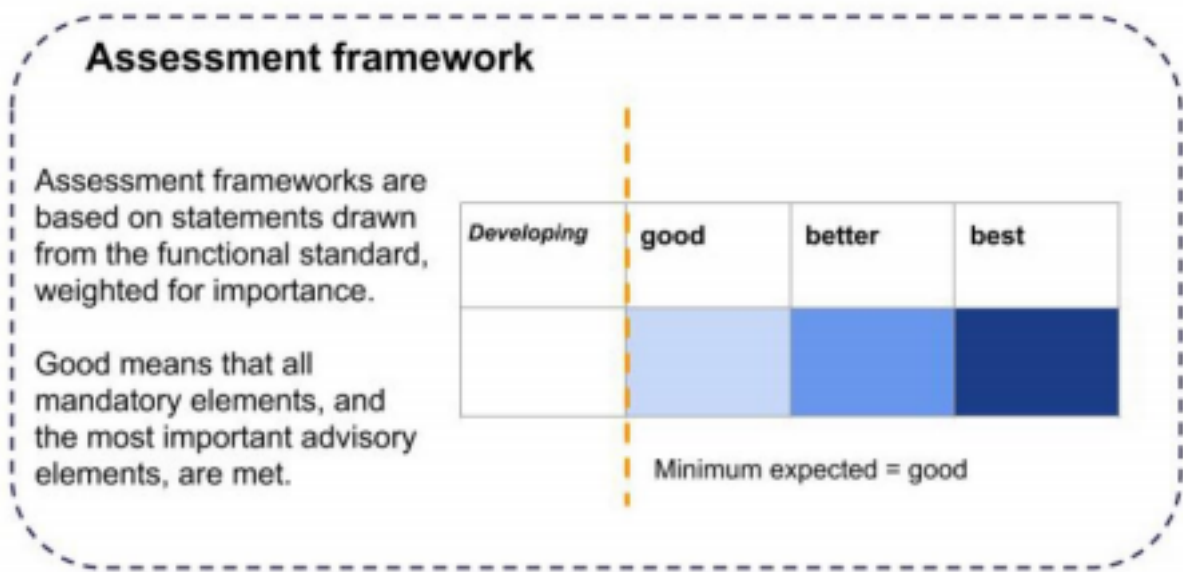 Assessment framework
Assessment frameworks are
based on statements drawn
from the functional standard,
weighted for importance.
Good means that all
mandatory elements, and
the most important advisory
elements, are met.
Developing good better best
Minimum expected = good